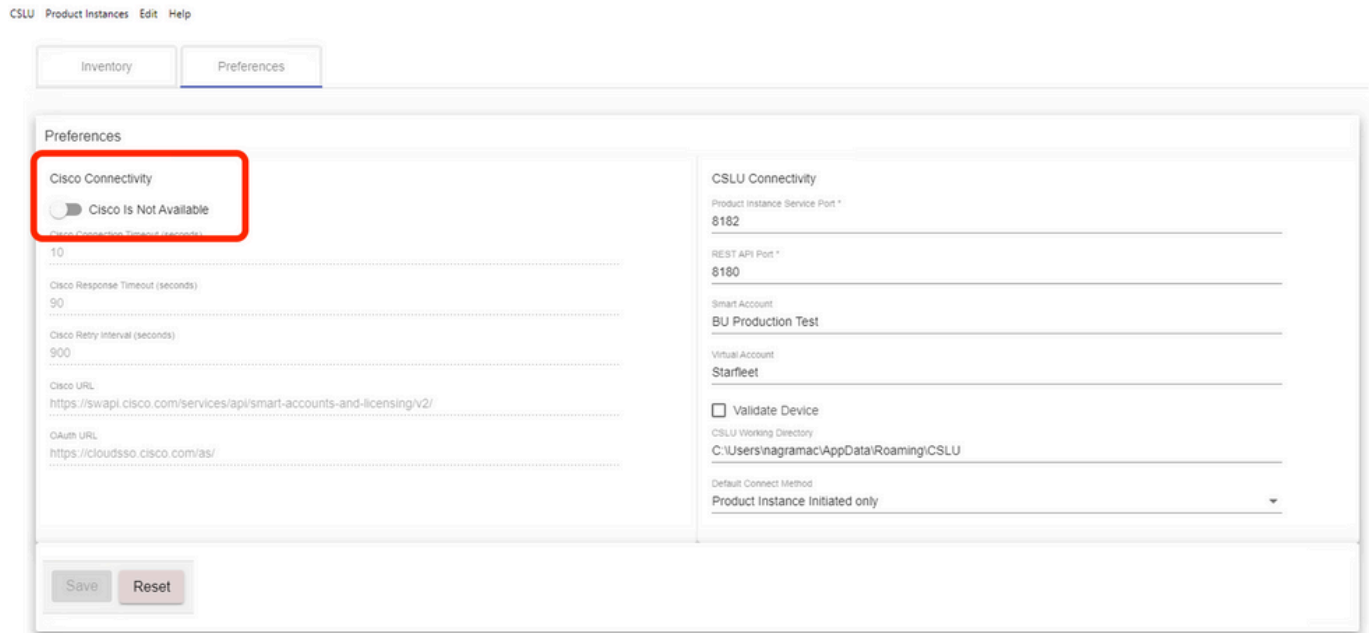 CSLU Product Instances Edit Help
Inventory Preferences
Preferences
Cisco Connectivity
Cisco Is Not Available
Cisco Connection Timeout (seconds)
10
Cisco Response Timeout (seconds)
90
Cisco Retry Interval (seconds)
900
Cisco URL
https://swapi.cisco.com/services/api/smart-accounts-and-licensing/v2/
OAuth URL
https://cloudsso.cisco.com/as/
CSLU Connectivity
Product Instance Service Port *
8182
REST API Port *
8180
Smart Account
BU Production Test
Virtual Account
Starfleet
Validate Device
CSLU Working Directory
C:\Users\nagramac\AppData\Roaming\CSLU
Default Connect Method
Product Instance Initiated only
Save Reset